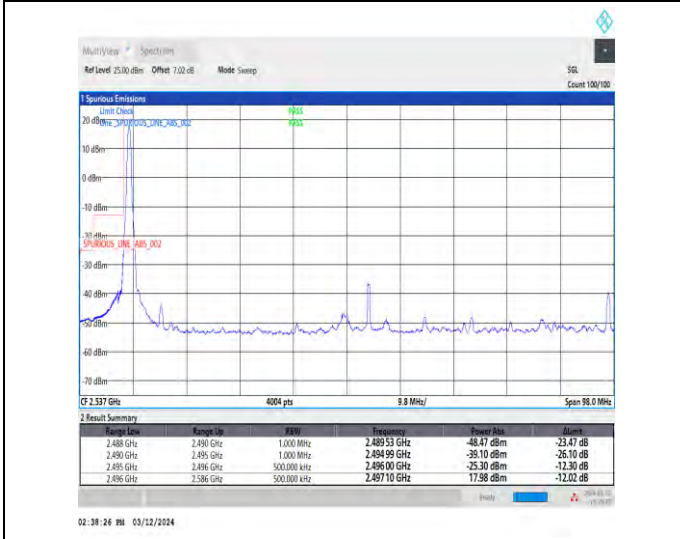 MultiView Spectrum
Ref Level 25.00 dBm Offset 7.02 dB Mode Sweep SGL
Count 100/100
1 Spurious Emissions
Limit Check PASS
20 dBm Line _SPURIOUS_LINE_ABS_002 PASS
10 dBm
0 dBm
-10 dBm
-20 dBm
_SPURIOUS_LINE_ABS_002
-30 dBm
-40 dBm
-50 dBm
-60 dBm
-70 dBm
CF 2.537 GHz 4004 pts 9.8 MHz/ Span 98.0 MHz
2 Result Summary
Range Low Range Up RBW Frequency Power Abs ΔLimit
2.488 GHz 2.490 GHz 1.000 MHz 2.489 53 GHz -48.47 dBm -23.47 dB
2.490 GHz 2.495 GHz 1.000 MHz 2.494 99 GHz -39.10 dBm -26.10 dB
2.495 GHz 2.496 GHz 500.000 kHz 2.496 00 GHz -25.30 dBm -12.30 dB
2.496 GHz 2.586 GHz 500.000 kHz 2.497 10 GHz 17.98 dBm -12.02 dB
Ready
02:38:26 PM 03/12/2024